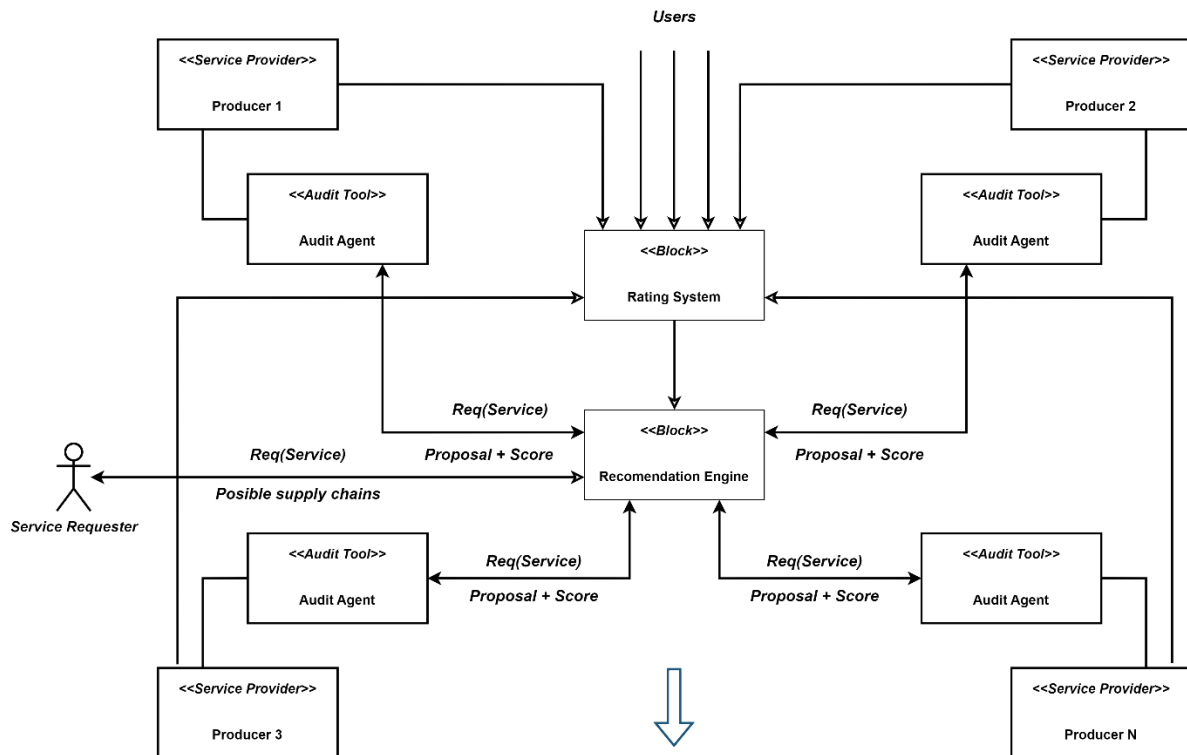 Users
<<Service Provider>>
Producer 1
<<Service Provider>>
Producer 2
<<Audit Tool>>
Audit Agent
<<Audit Tool>>
Audit Agent
<<Block>>
Rating System
Req(Service)
Proposal + Score
Req(Service)
Proposal + Score
<<Block>>
Recomendation Engine
Req(Service)
Posible supply chains
Service Requester
<<Audit Tool>>
Audit Agent
Req(Service)
Proposal + Score
Req(Service)
Proposal + Score
<<Audit Tool>>
Audit Agent
<<Service Provider>>
Producer 3
<<Service Provider>>
Producer N